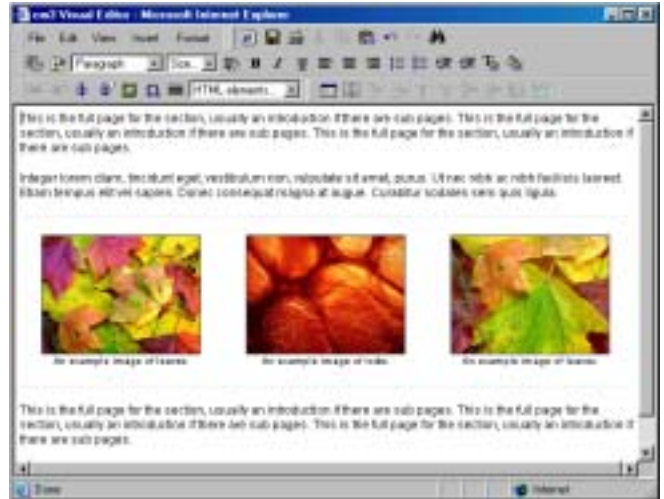 cm3 Visual Editor - Microsoft Internet Explorer
File Edit View Insert Format
Paragraph Size...
HTML elements...
This is the full page for the section, usually an introduction if there are sub pages. This is the full page for the
section, usually an introduction if there are sub pages. This is the full page for the section, usually an introduction if
there are sub pages.
Integer lorem diam, tincidunt eget, vestibulum non, vulputate sit amet, purus. Ut nec nibh ac nibh facilisis laoreet.
Etiam tempus elit vel sapien. Donec consequat magna at augue. Curabitur sodales sem quis ligula.
An example image of leaves. An example image of An example image of leaves.
This is the full page for the section, usually an introduction if there are sub pages. This is the full page for the
section, usually an introduction if there are sub pages. This is the full page for the section, usually an introduction if
there are sub pages.
Done Internet